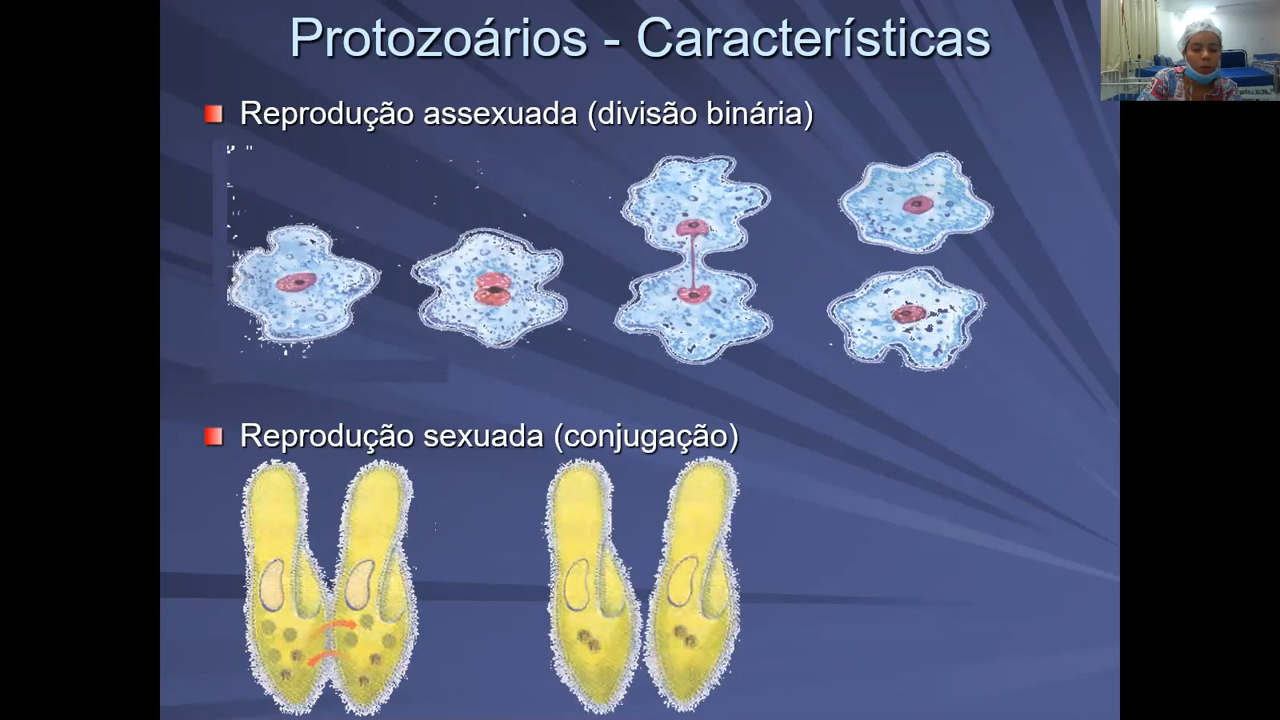 Protozoários - Características
Reprodução assexuada (divisão binária)
Reprodução sexuada (conjugação)